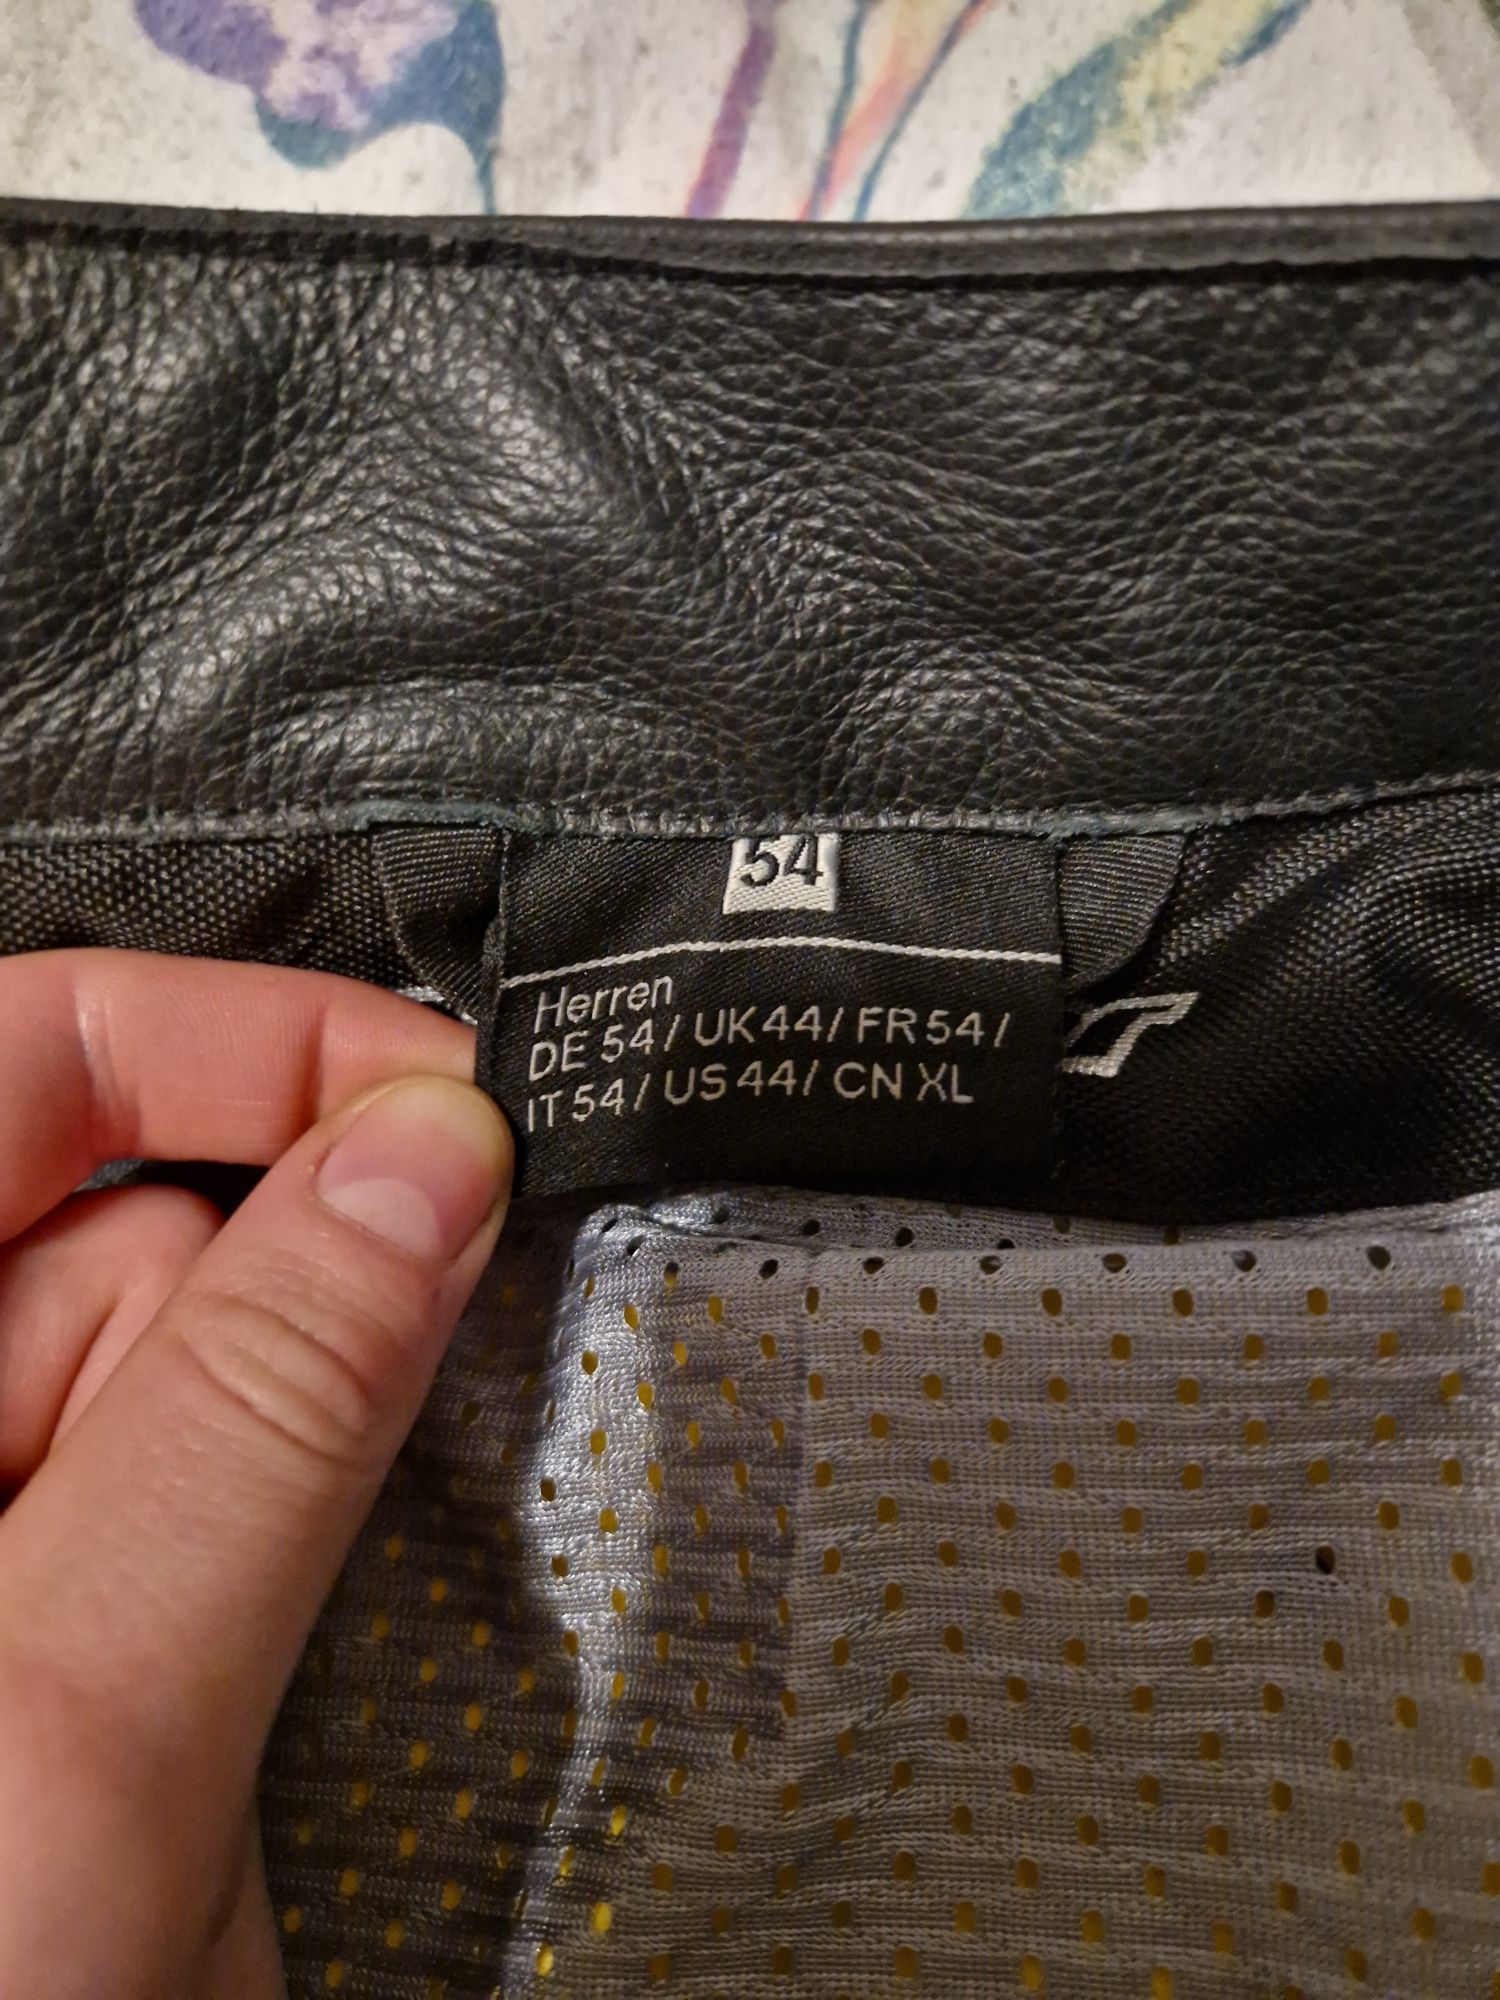 54
Herren
DE 54 / UK 44 / FR 54 /
IT 54 / US 44 / CN XL